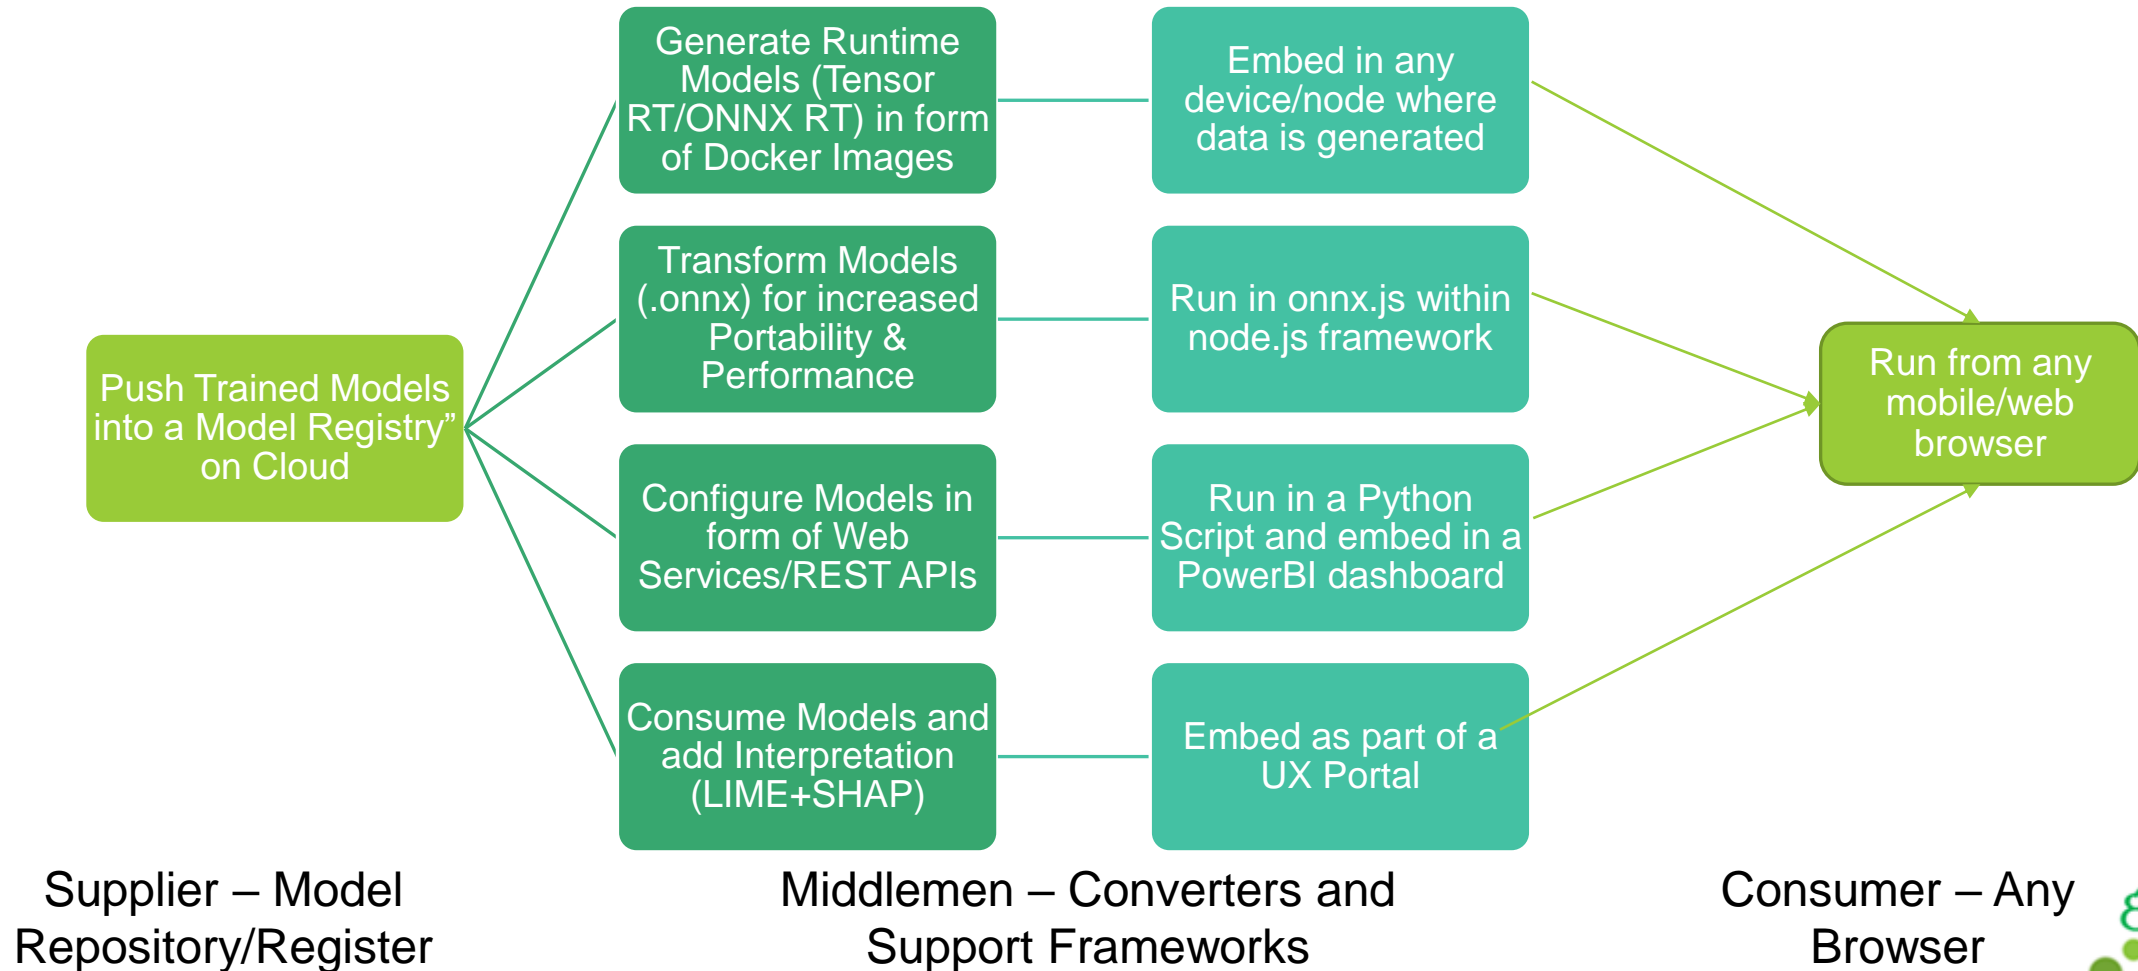 Push Trained Models
into a Model Registry”
on Cloud
Generate Runtime
Models (Tensor
RT/ONNX RT) in form
of Docker Images
Embed in any
device/node where
data is generated
Transform Models
(.onnx) for increased
Portability &
Performance
Run in onnx.js within
node.js framework
Configure Models in
form of Web
Services/REST APIs
Run in a Python
Script and embed in a
PowerBI dashboard
Consume Models and
add Interpretation
(LIME+SHAP)
Embed as part of a
UX Portal
Run from any
mobile/web
browser
Supplier – Model
Repository/Register
Middlemen – Converters and
Support Frameworks
Consumer – Any
Browser